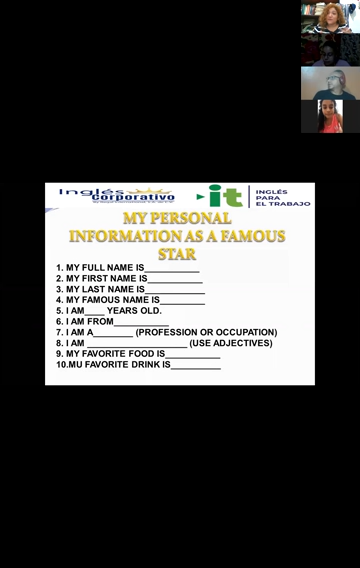 Inglés
Corporativo
it
INGLÉS
PARA
EL TRABAJO
MY PERSONAL
INFORMATION AS A FAMOUS
STAR
1. MY FULL NAME IS___________
2. MY FIRST NAME IS___________
3. MY LAST NAME IS____________
4. MY FAMOUS NAME IS_________
5. I AM____ YEARS OLD.
6. I AM FROM_________________
7. I AM A________ (PROFESSION OR OCCUPATION)
8. I AM ____________________ (USE ADJECTIVES)
9. MY FAVORITE FOOD IS___________
10.MU FAVORITE DRINK IS__________